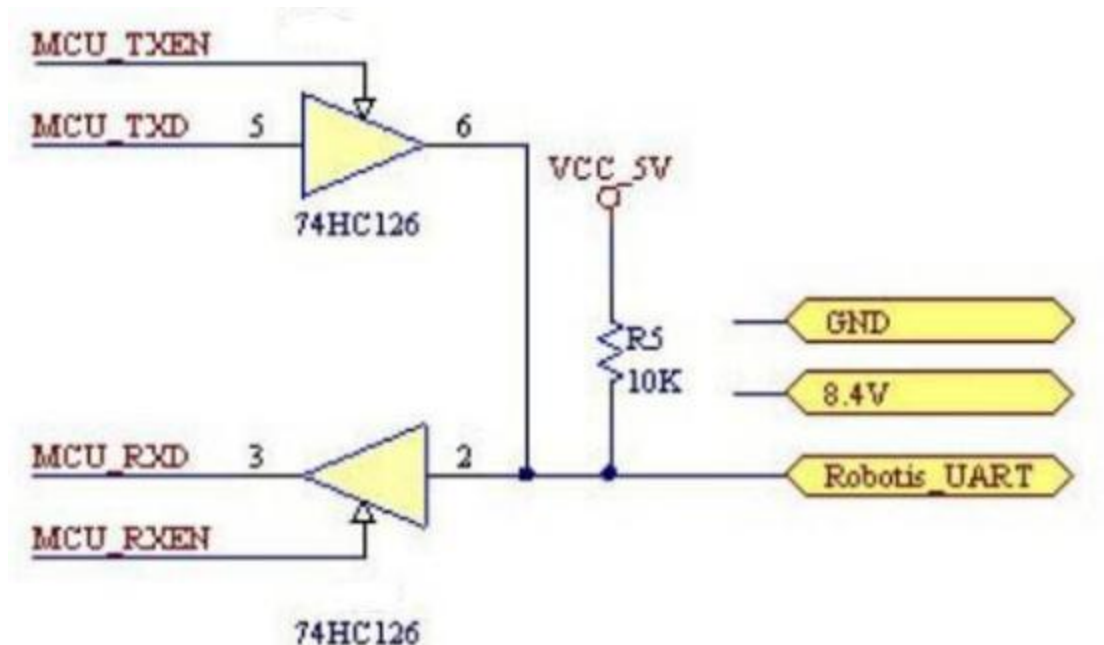 MCU_TXEN
MCU_TXD 5 6
74HC126
VCC_5V
R5
10K
GND
8.4V
Robotis_UART
MCU_RXD 3 2
MCU_RXEN
74HC126